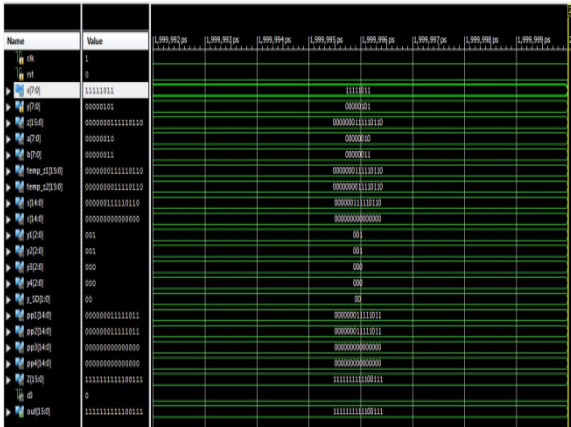 Name Value 1,999,992 ps 1,999,993 ps 1,999,994 ps 1,999,995 ps 1,999,996 ps 1,999,997 ps 1,999,998 ps 1,999,999 ps
clk 1
rst 0
x[7:0] 11111011 11111011
y[7:0] 00000101 00000101
z[15:0] 0000000111110110 0000000111110110
a[7:0] 00000010 00000010
b[7:0] 00000011 00000011
temp_z1[15:0] 0000000111110110 0000000111110110
temp_z2[15:0] 0000000111110110 0000000111110110
s[14:0] 000000111110110 000000111110110
c[14:0] 000000000000000 000000000000000
y1[2:0] 001 001
y2[2:0] 001 001
y3[2:0] 000 000
y4[2:0] 000 000
y_SD[1:0] 00 00
pp1[14:0] 000000011111011 000000011111011
pp2[14:0] 000000011111011 000000011111011
pp3[14:0] 000000000000000 000000000000000
pp4[14:0] 000000000000000 000000000000000
Z[15:0] 1111111111100111 1111111111100111
c0 0
out[15:0] 1111111111100111 1111111111100111